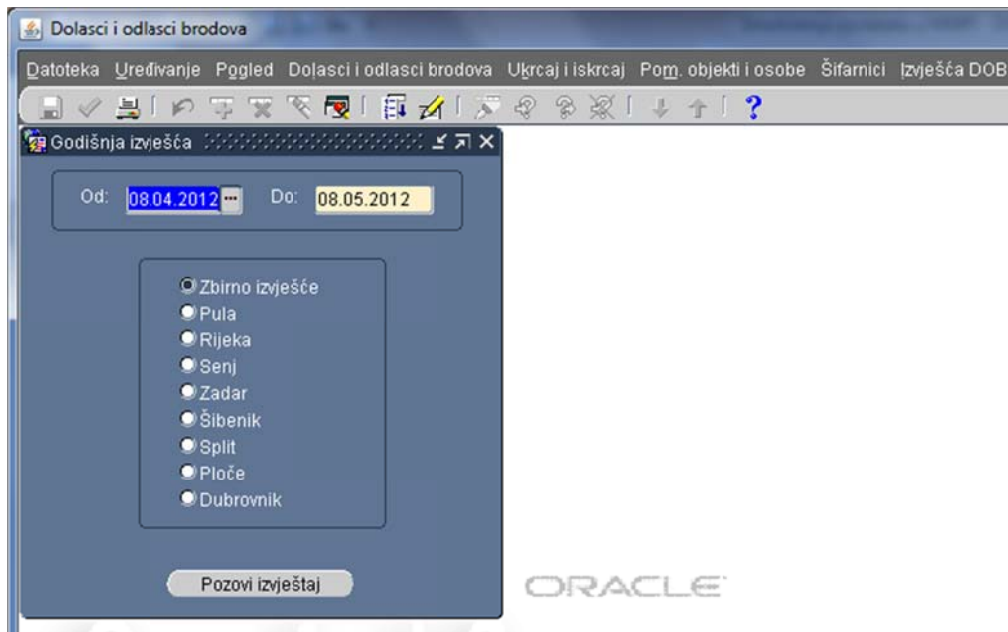 Dolasci i odlasci brodova
Datoteka Uređivanje Pogled Dolasci i odlasci brodova Ukrcaj i iskrcaj Pom. objekti i osobe Šifarnici Izvješća DOB
Godišnja izvješća
Od: 08.04.2012 ... Do: 08.05.2012
Zbirno izvješće
Pula
Rijeka
Senj
Zadar
Šibenik
Split
Ploče
Dubrovnik
Pozovi izvještaj
ORACLE